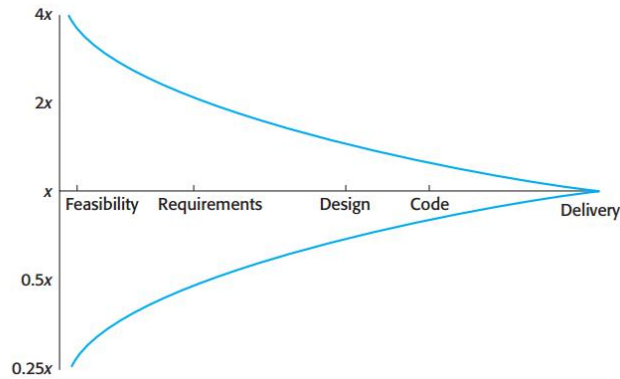 4x
2x
x
Feasibility Requirements Design Code Delivery
0.5x
0.25x